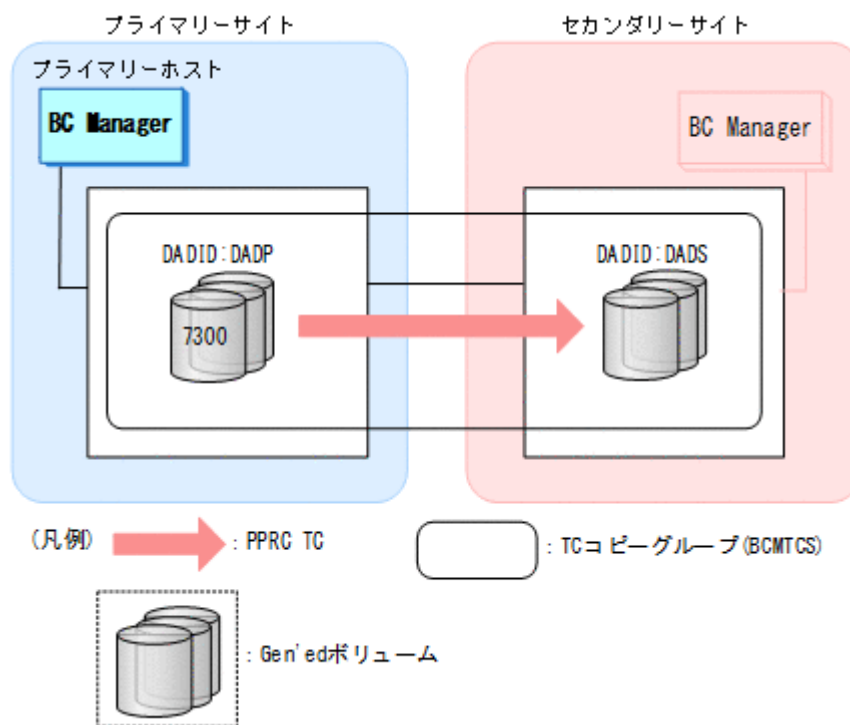 プライマリーサイト
セカンダリーサイト
プライマリーホスト
BC Manager
BC Manager
DADID:DADP
DADID:DADS
7300
(凡例)
: PPRC TC
: TCコピーグループ(BCMTCS)
: Gen'edボリューム